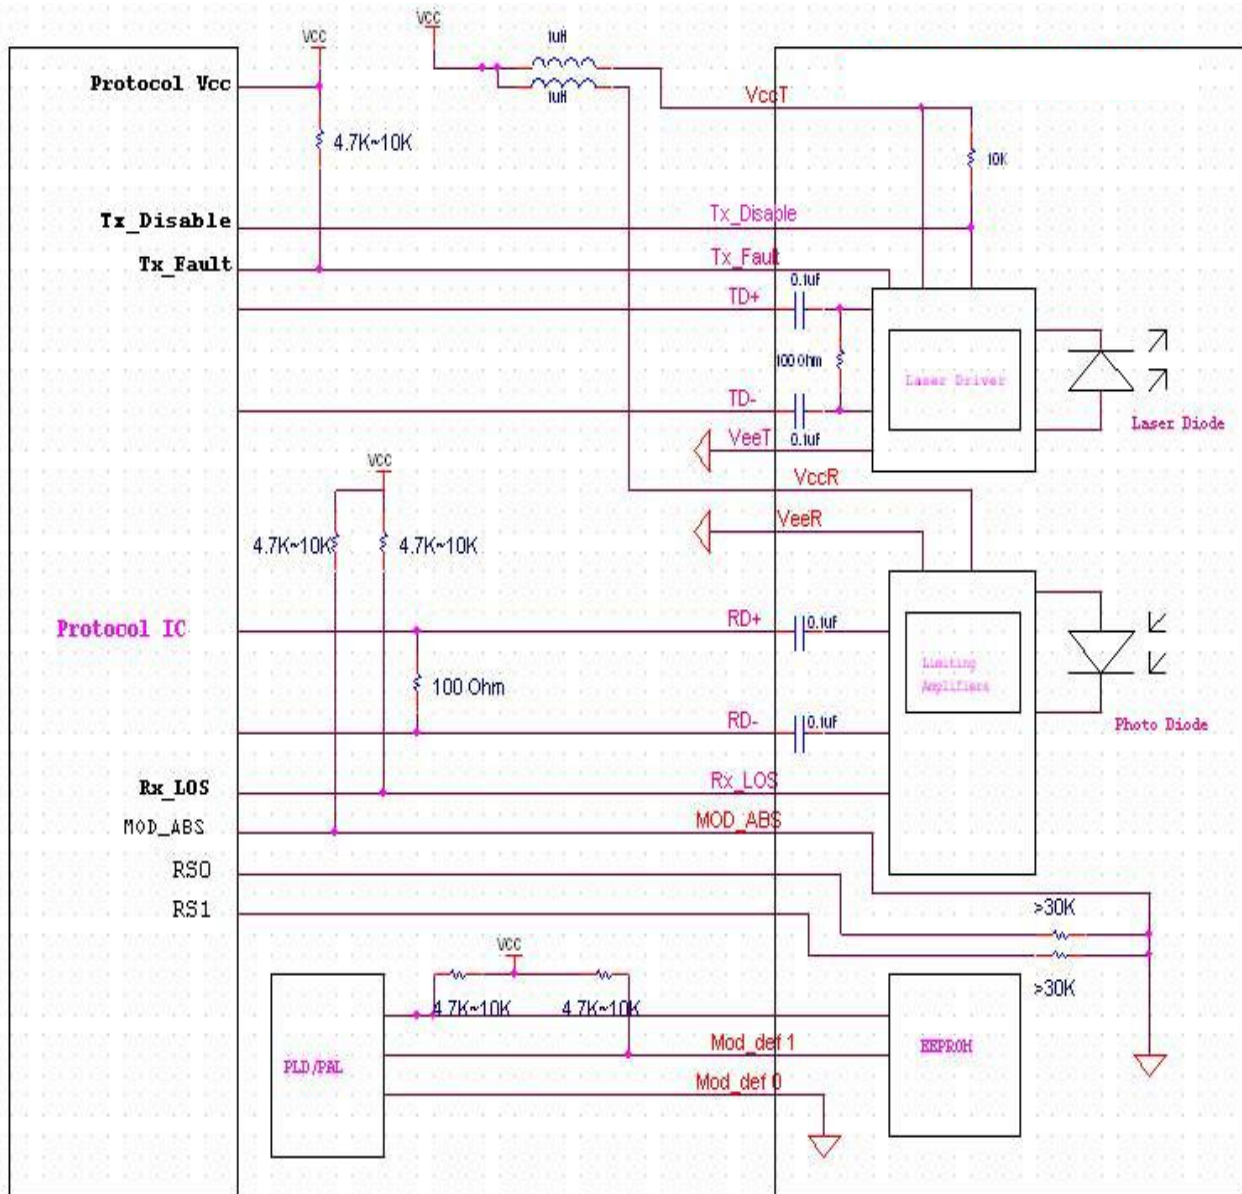 VCC
VCC
1uH
1uH
Protocol Vcc
VccT
4.7K~10K
10K
Tx_Disable
Tx_Disable
Tx_Fault
Tx_Fault
0.1uf
TD+
100 Ohm
Laser Driver
TD-
Laser Diode
VeeT
0.1uf
VCC
VccR
VeeR
4.7K~10K
4.7K~10K
RD+
0.1uf
Protocol IC
Limiting
Amplifiers
100 Ohm
RD-
0.1uf
Photo Diode
Rx_LOS
Rx_LOS
MOD_ABS
MOD_ABS
RS0
RS1
>30K
VCC
>30K
4.7K~10K
4.7K~10K
Mod_def 1
EEPROM
PLD/PAL
Mod_def 0